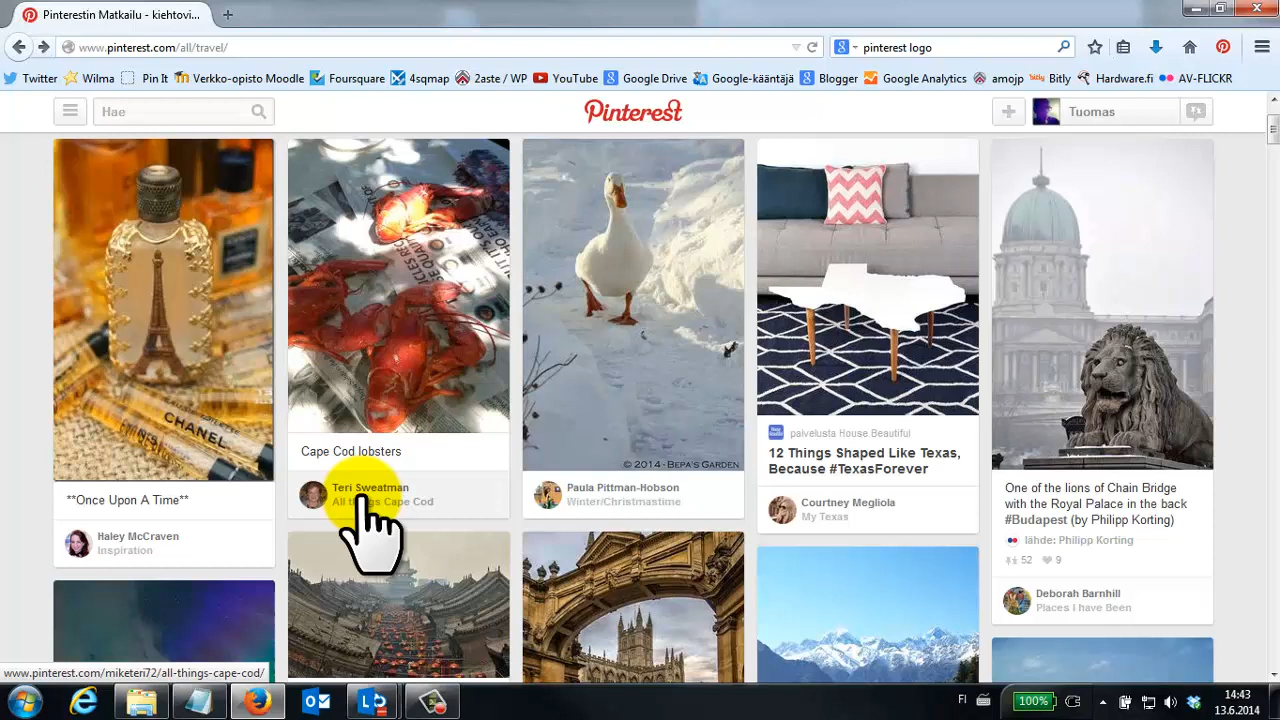 Pinterestin Matkailu - kiehtovi...
www.pinterest.com/all/travel/
pinterest logo
Twitter
Wilma
Pin It
Verkko-opisto Moodle
Foursquare
4sqmap
2aste / WP
YouTube
Google Drive
Google-kääntäjä
Blogger
Google Analytics
amojp
bitly
Bitly
Hardware.fi
AV-FLICKR
Hae
Pinterest
Tuomas
CHANEL
**Once Upon A Time**
Haley McCraven
Inspiration
Cape Cod lobsters
Teri Sweatman
All things Cape Cod
© 2014 - BEPA'S GARDEN
Paula Pittman-Hobson
Winter/Christmastime
palvelusta House Beautiful
12 Things Shaped Like Texas,
Because #TexasForever
Courtney Megliola
My Texas
One of the lions of Chain Bridge
with the Royal Palace in the back
#Budapest (by Philipp Korting)
lähde: Philipp Korting
52
9
Deborah Barnhill
Places I have Been
www.pinterest.com/miketeri72/all-things-cape-cod/
FI
100%
14:43
13.6.2014